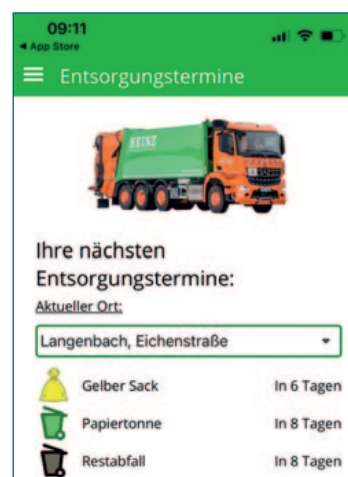 09:11
◀ App Store
Entsorgungstermine
HEINZ
Ihre nächsten
Entsorgungstermine:
Aktueller Ort:
Langenbach, Eichenstraße
Gelber Sack In 6 Tagen
Papiertonne In 8 Tagen
Restabfall In 8 Tagen